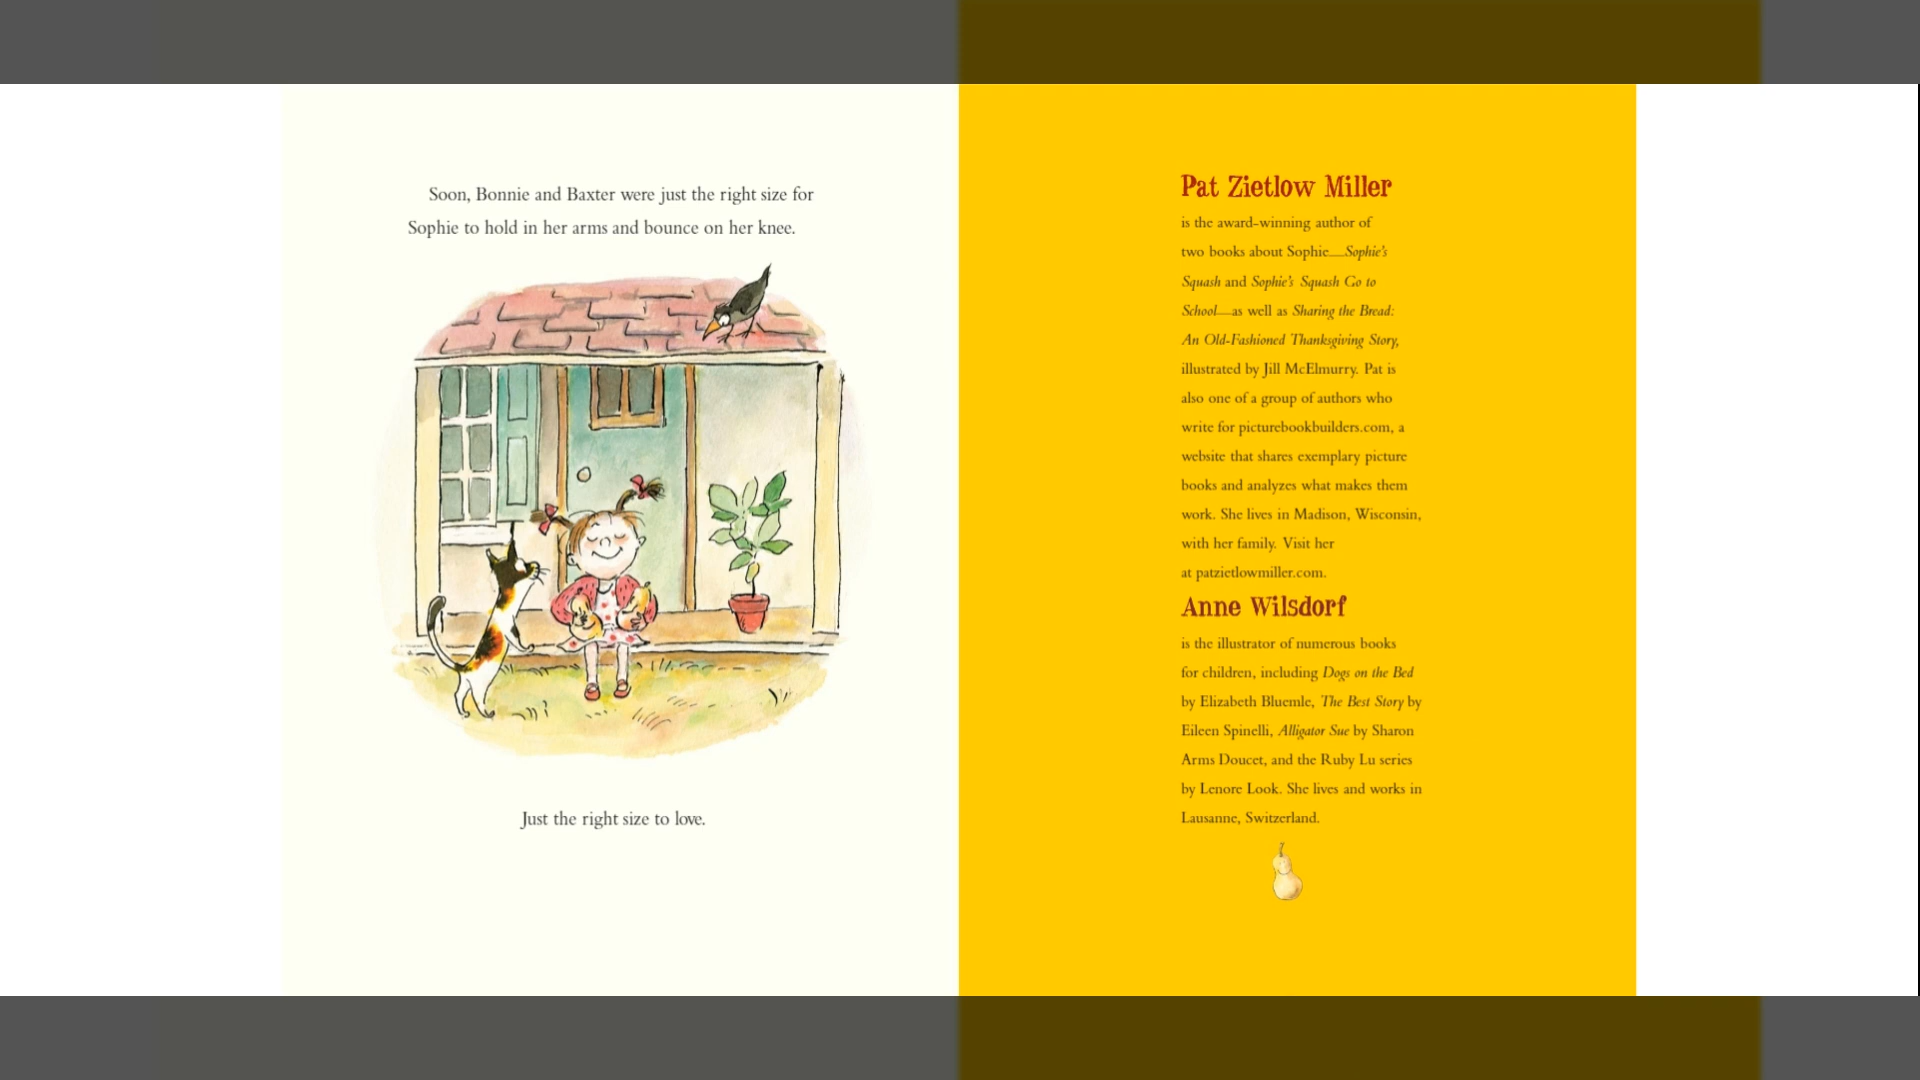 Soon, Bonnie and Baxter were just the right size for
Sophie to hold in her arms and bounce on her knee.
Just the right size to love.
Pat Zietlow Miller
is the award-winning author of
two books about Sophie—Sophie's
Squash and Sophie's Squash Go to
School—as well as Sharing the Bread:
An Old-Fashioned Thanksgiving Story,
illustrated by Jill McElmurry. Pat is
also one of a group of authors who
write for picturebookbuilders.com, a
website that shares exemplary picture
books and analyzes what makes them
work. She lives in Madison, Wisconsin,
with her family. Visit her
at patzietlowmiller.com.
Anne Wilsdorf
is the illustrator of numerous books
for children, including Dogs on the Bed
by Elizabeth Bluemle, The Best Story by
Eileen Spinelli, Alligator Sue by Sharon
Arms Doucet, and the Ruby Lu series
by Lenore Look. She lives and works in
Lausanne, Switzerland.